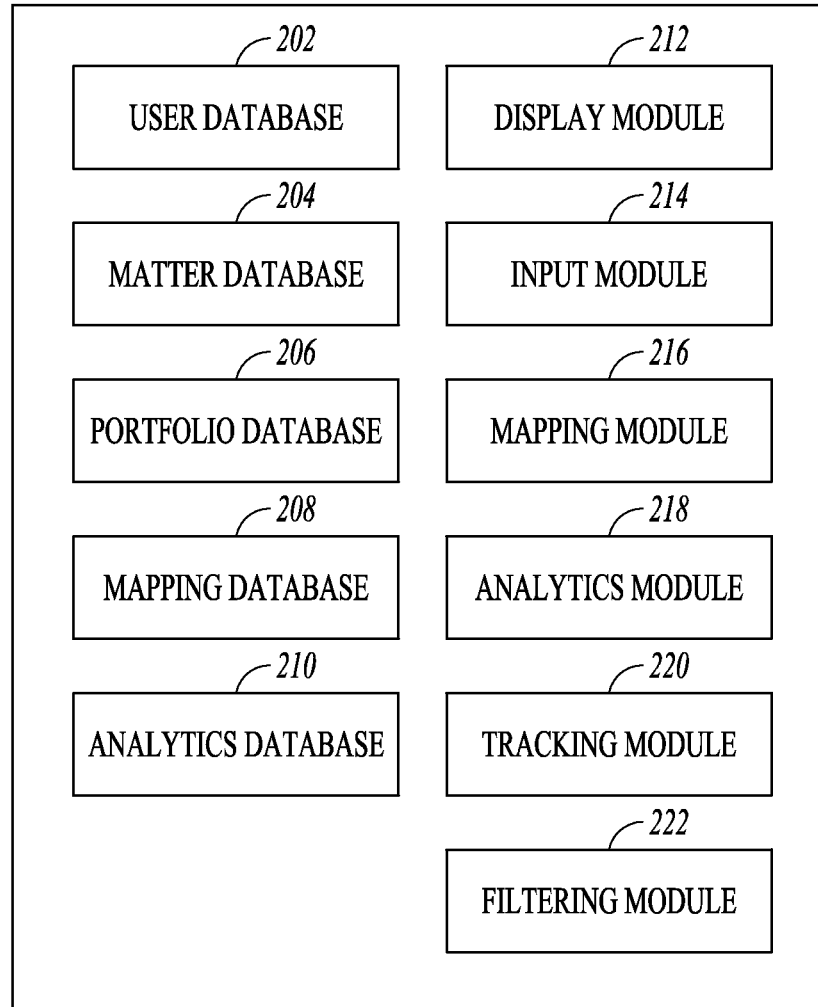 202
USER DATABASE
204
MATTER DATABASE
206
PORTFOLIO DATABASE
208
MAPPING DATABASE
210
ANALYTICS DATABASE
212
DISPLAY MODULE
214
INPUT MODULE
216
MAPPING MODULE
218
ANALYTICS MODULE
220
TRACKING MODULE
222
FILTERING MODULE